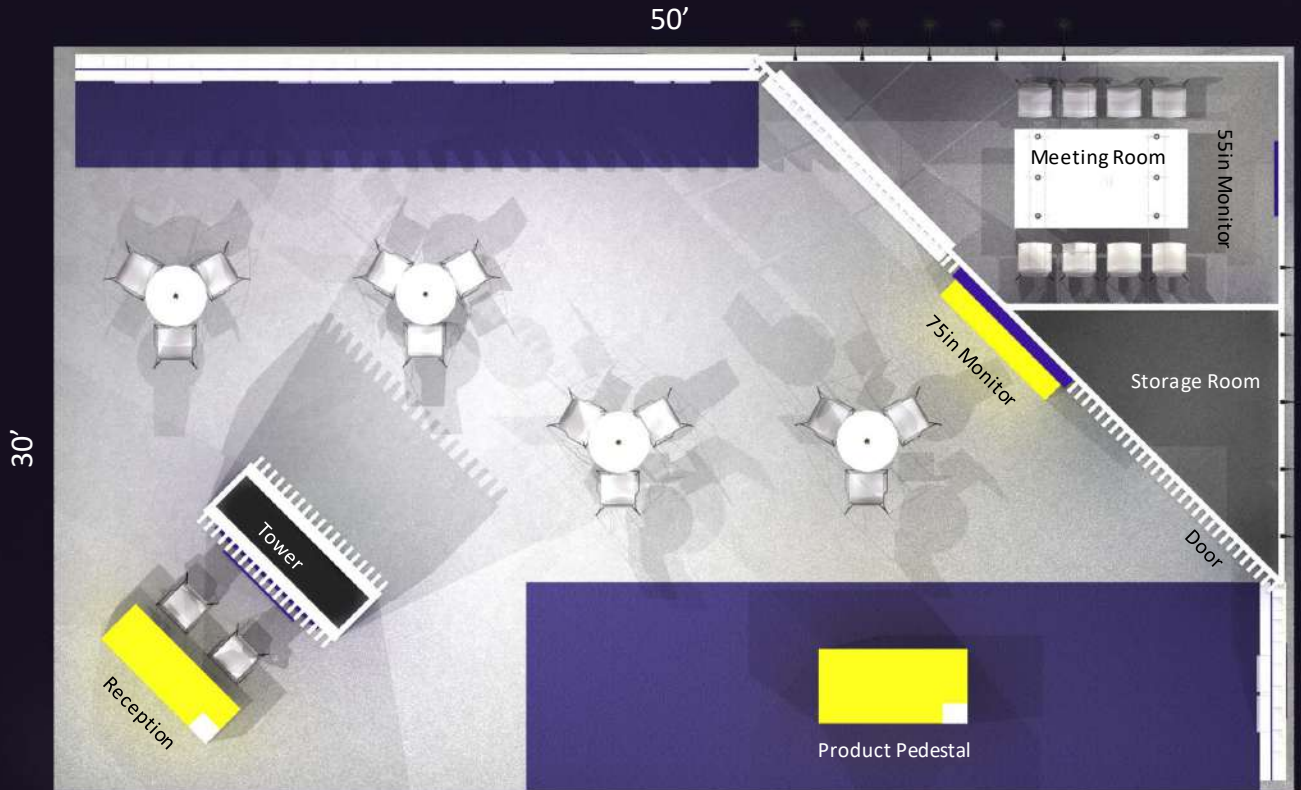 50’
Meeting Room
55in Monitor
75in Monitor
Storage Room
30’
Tower
Door
Reception
Product Pedestal